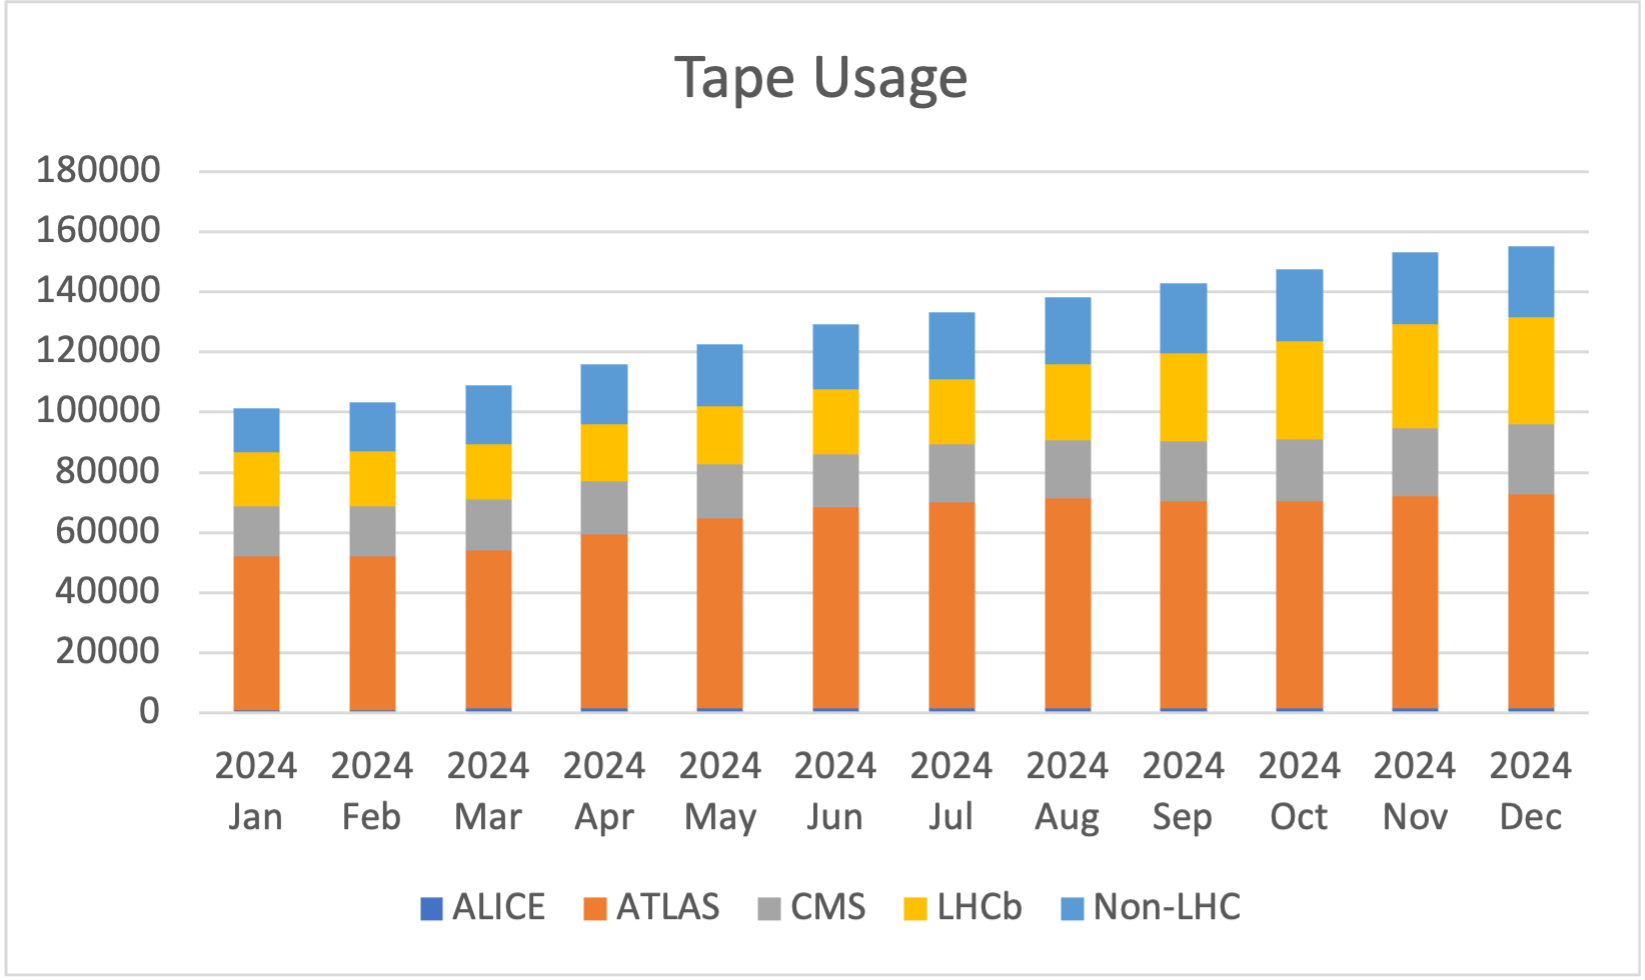 Tape Usage
180000
160000
140000
120000
100000
80000
60000
40000
20000
0
2024 2024 2024 2024 2024 2024 2024 2024 2024 2024 2024 2024
Jan Feb Mar Apr May Jun Jul Aug Sep Oct Nov Dec
ALICE ATLAS CMS LHCb Non-LHC